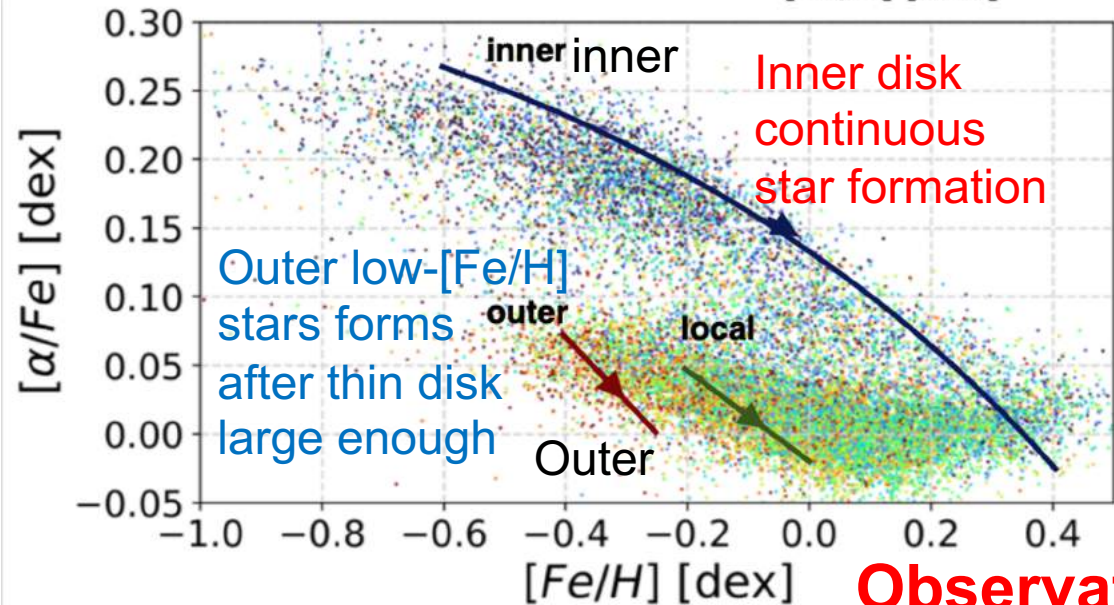 0.30
0.25
0.20
0.15
0.10
0.05
0.00
−0.05
[α/Fe] [dex]
inner inner
Inner disk
continuous
star formation
Outer low-[Fe/H]
stars forms
after thin disk
large enough
outer
local
Outer
−1.0 −0.8 −0.6 −0.4 −0.2 0.0 0.2 0.4
[Fe/H] [dex]